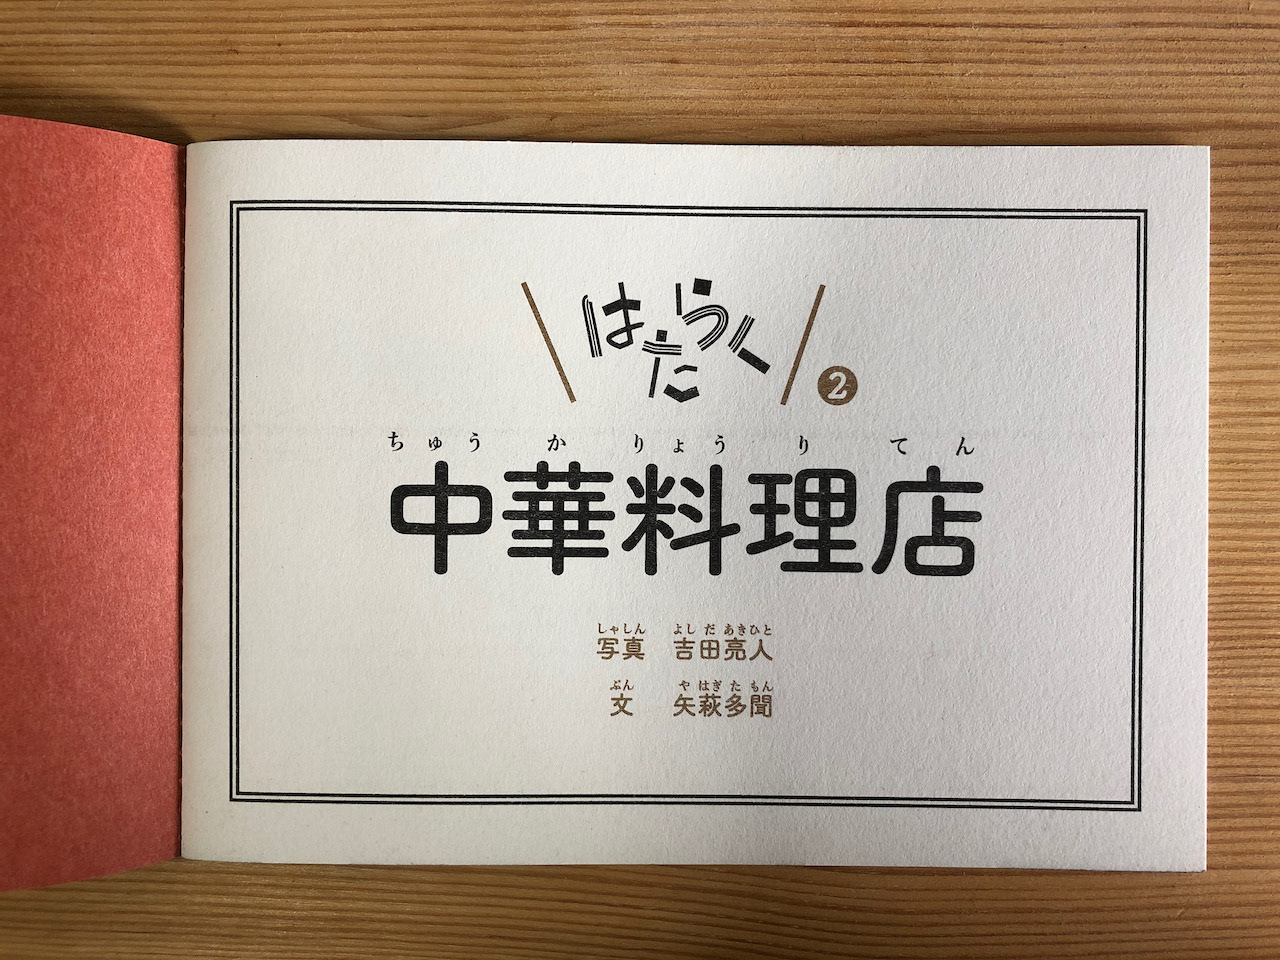 はたらく
2
ちゅうかりょうりてん
中華料理店
しゃしん よしだあきひと
写真 吉田亮人
ぶん やはぎたもん
文 矢萩多聞